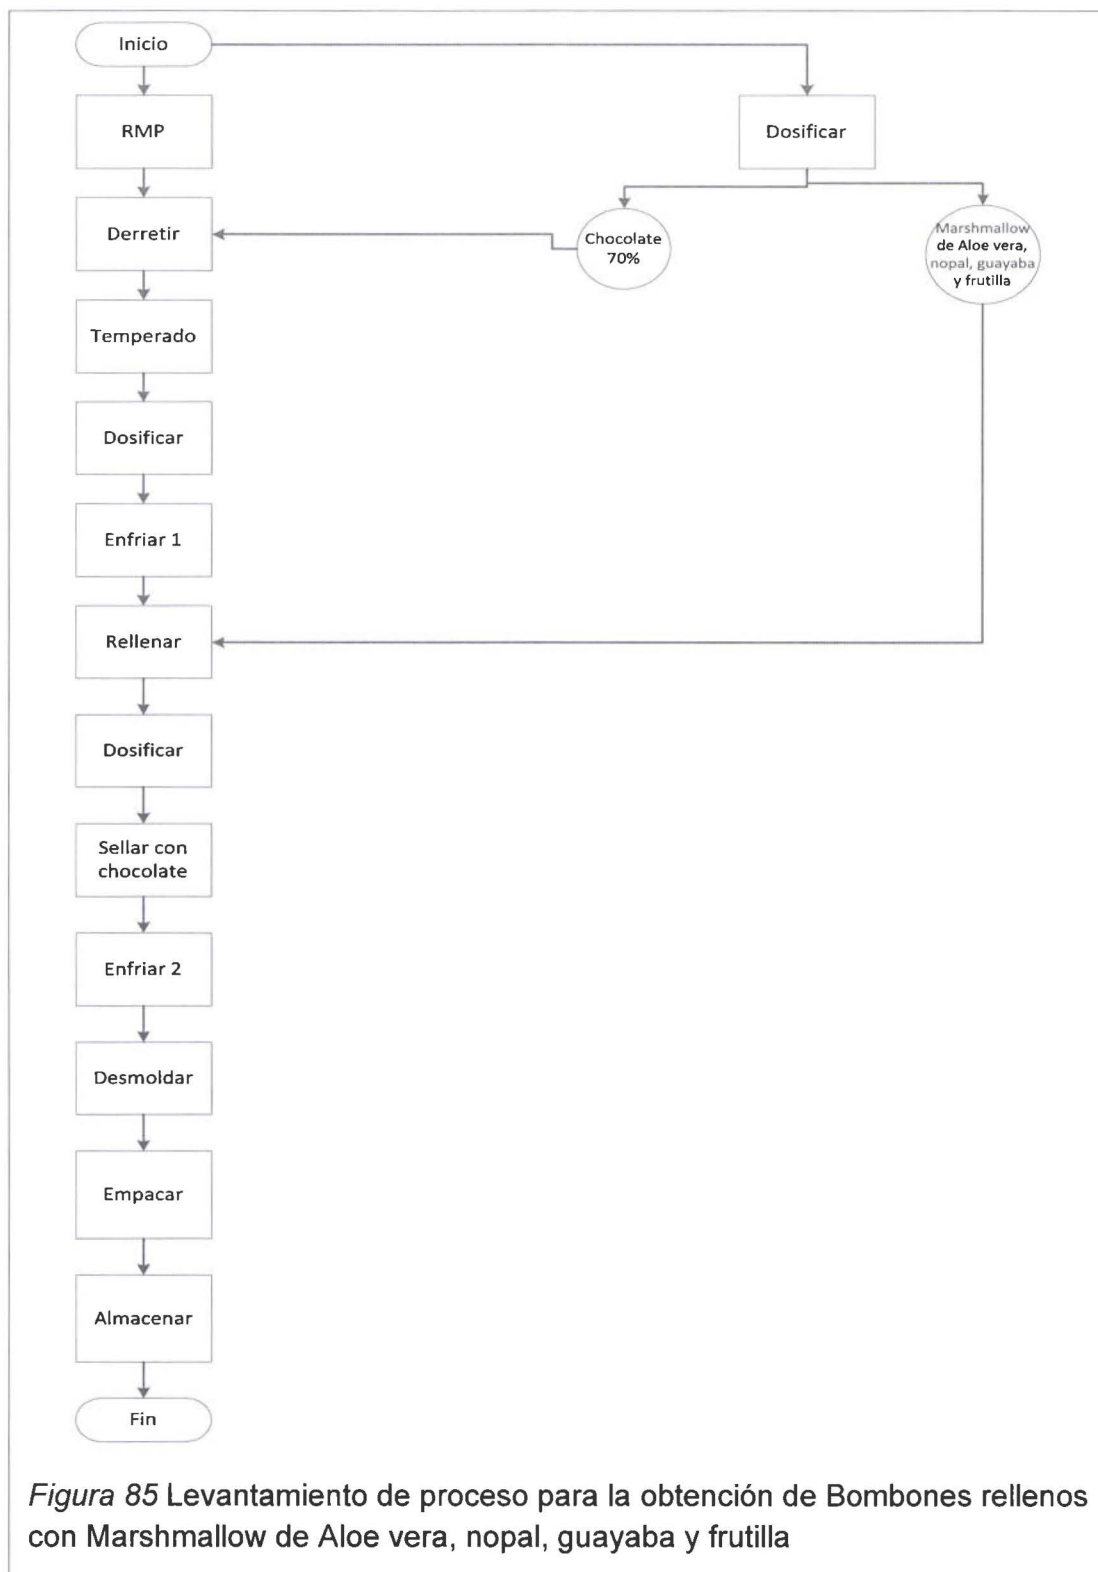 Inicio
RMP
Dosificar
Derretir
Chocolate
70%
Marshmallow
de Aloe vera,
nopal, guayaba
y frutilla
Temperado
Dosificar
Enfriar 1
Rellenar
Dosificar
Sellar con
chocolate
Enfriar 2
Desmoldar
Empacar
Almacenar
Fin
Figura 85 Levantamiento de proceso para la obtención de Bombones rellenos
con Marshmallow de Aloe vera, nopal, guayaba y frutilla